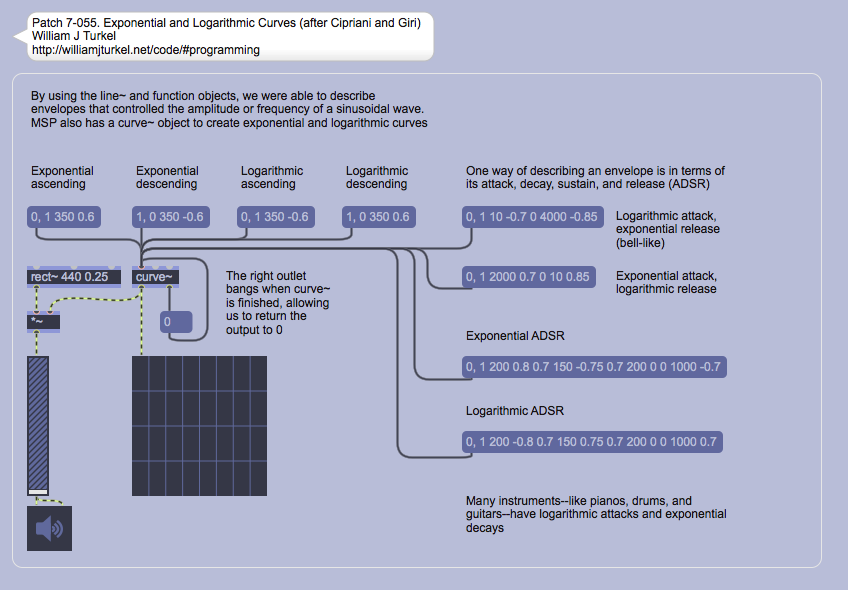 Patch 7-055. Exponential and Logarithmic Curves (after Cipriani and Giri)
William J Turkel
http://williamjturkel.net/code/#programming
By using the line~ and function objects, we were able to describe
envelopes that controlled the amplitude or frequency of a sinusoidal wave.
MSP also has a curve~ object to create exponential and logarithmic curves
Exponential
ascending
Exponential
descending
Logarithmic
ascending
Logarithmic
descending
One way of describing an envelope is in terms of
its attack, decay, sustain, and release (ADSR)
0, 1 350 0.6
1, 0 350 -0.6
0, 1 350 -0.6
1, 0 350 0.6
0, 1 10 -0.7 0 4000 -0.85
Logarithmic attack,
exponential release
(bell-like)
rect~ 440 0.25
curve~
The right outlet
bangs when curve~
is finished, allowing
us to return the
output to 0
0, 1 2000 0.7 0 10 0.85
Exponential attack,
logarithmic release
*~
0
Exponential ADSR
0, 1 200 0.8 0.7 150 -0.75 0.7 200 0 0 1000 -0.7
Logarithmic ADSR
0, 1 200 -0.8 0.7 150 0.75 0.7 200 0 0 1000 0.7
Many instruments--like pianos, drums, and
guitars--have logarithmic attacks and exponential
decays